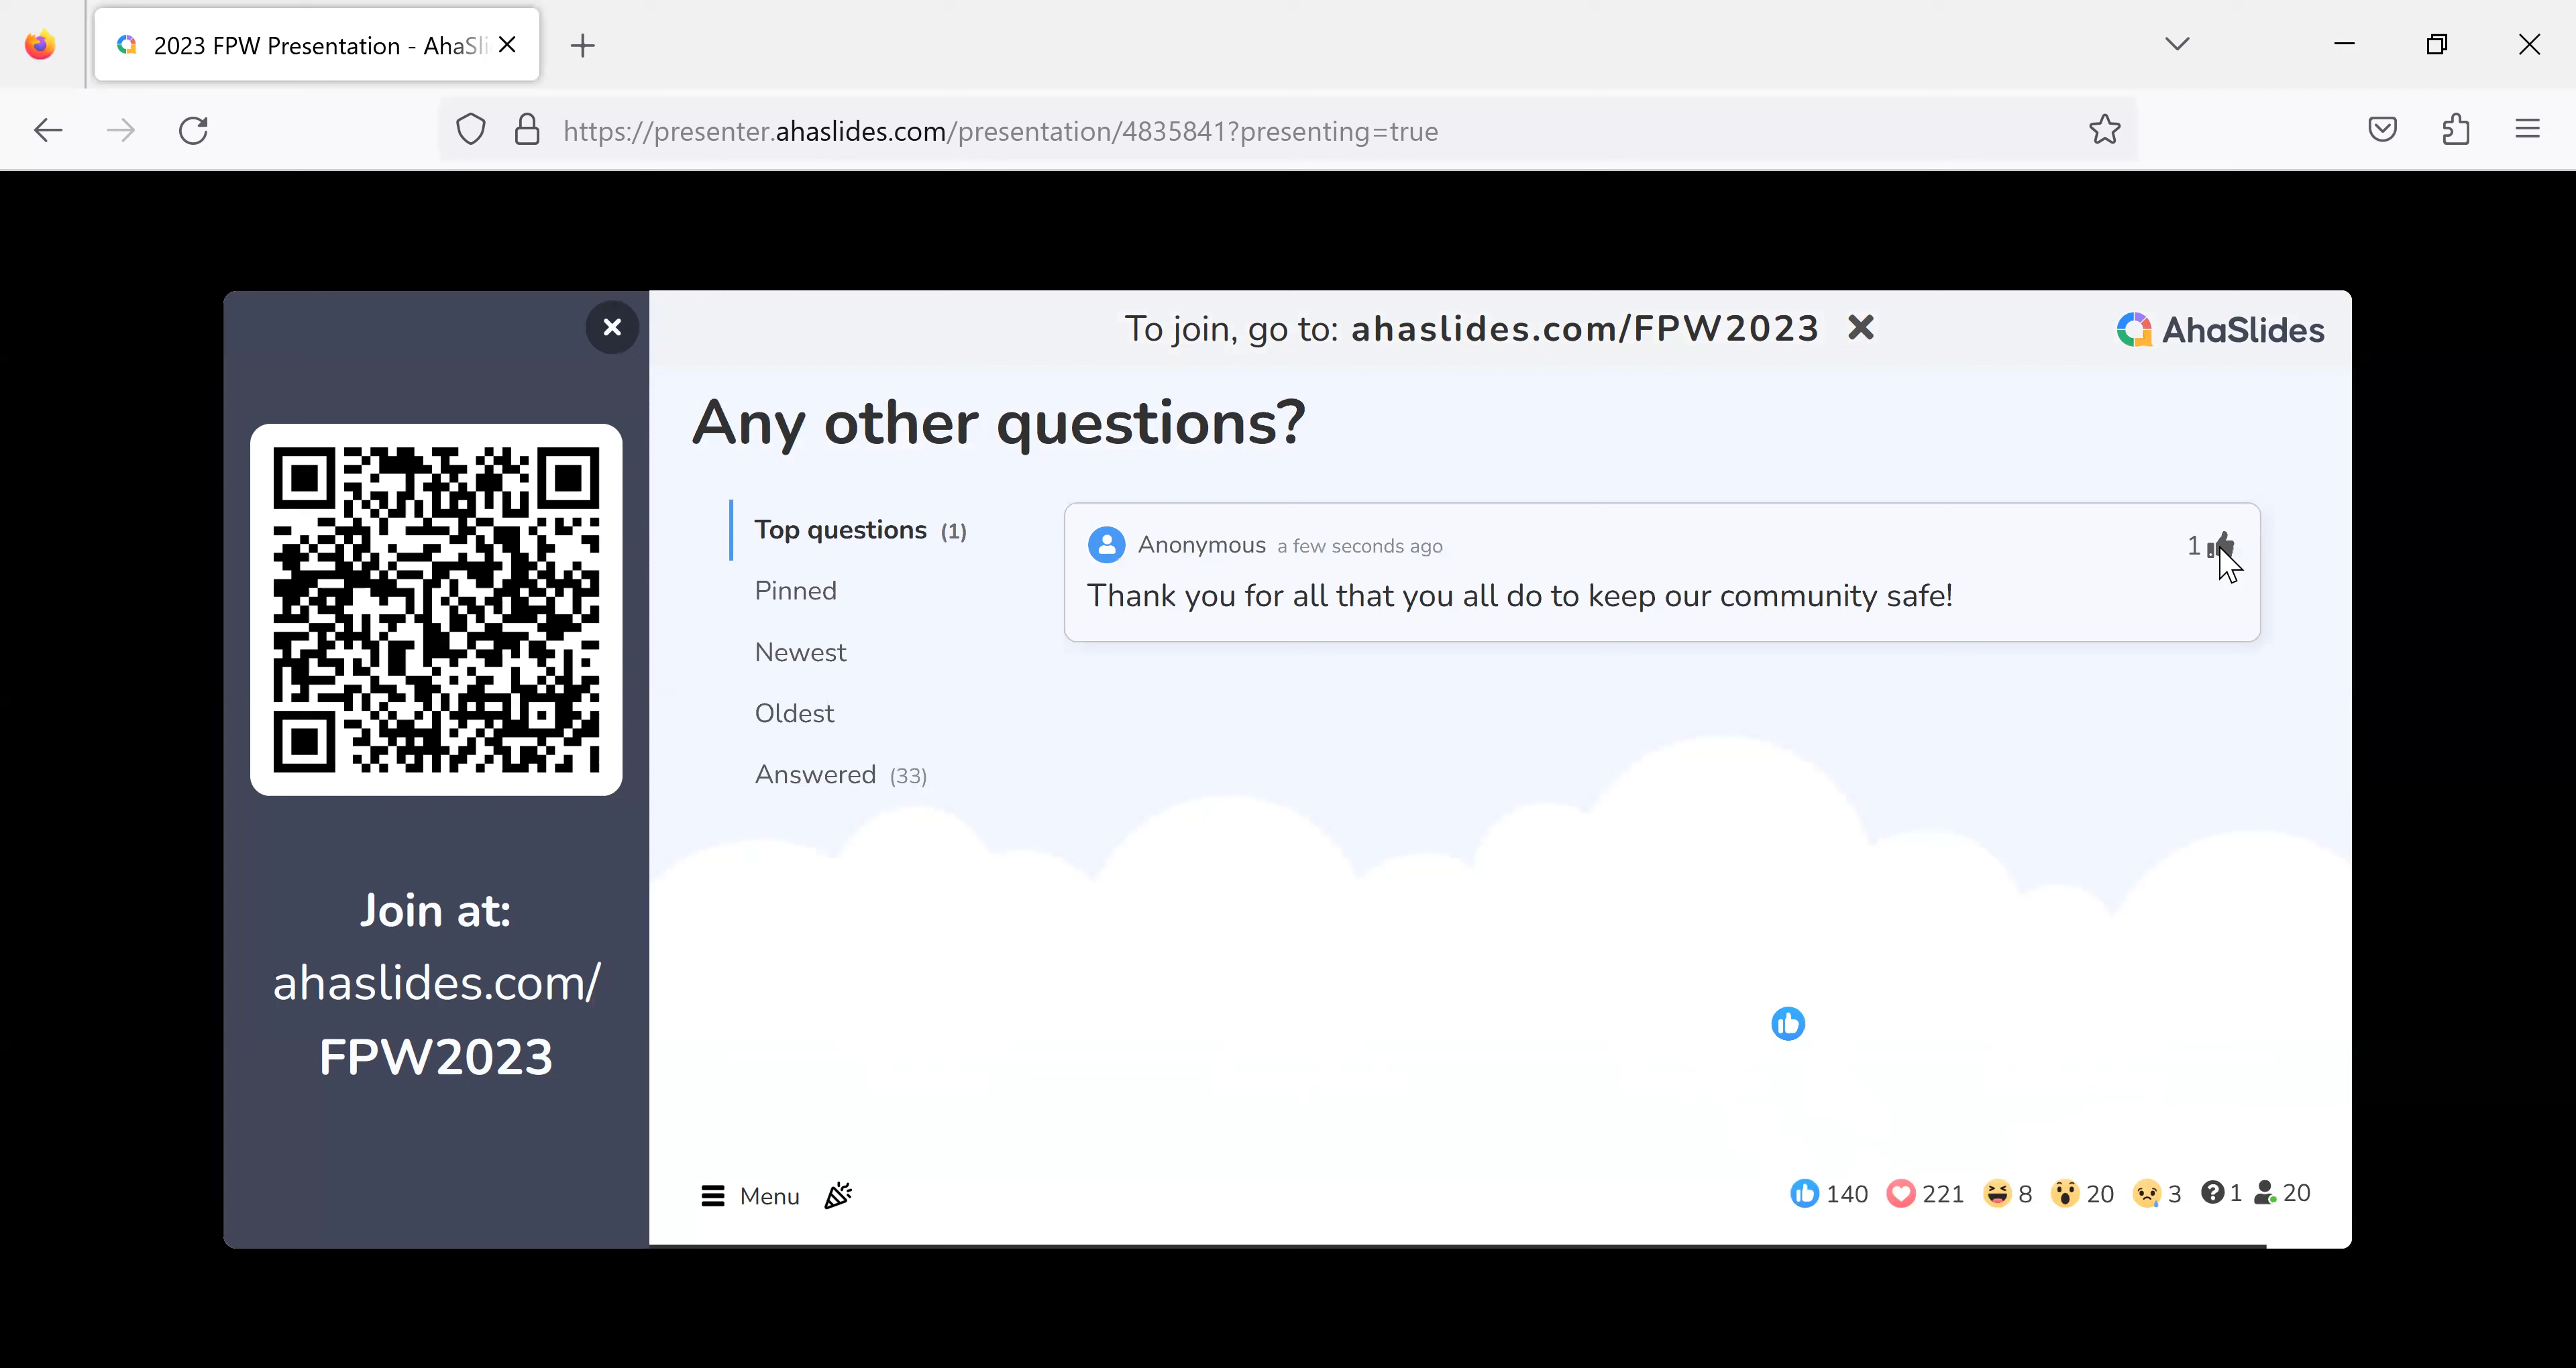 2023 FPW Presentation - AhaSli
https://presenter.ahaslides.com/presentation/4835841?presenting=true
To join, go to: ahaslides.com/FPW2023
AhaSlides
Any other questions?
Top questions (1)
Pinned
Newest
Oldest
Answered (33)
Anonymous a few seconds ago
1
Thank you for all that you all do to keep our community safe!
Join at:
ahaslides.com/
FPW2023
Menu
140 221 8 20 3 ? 1 20